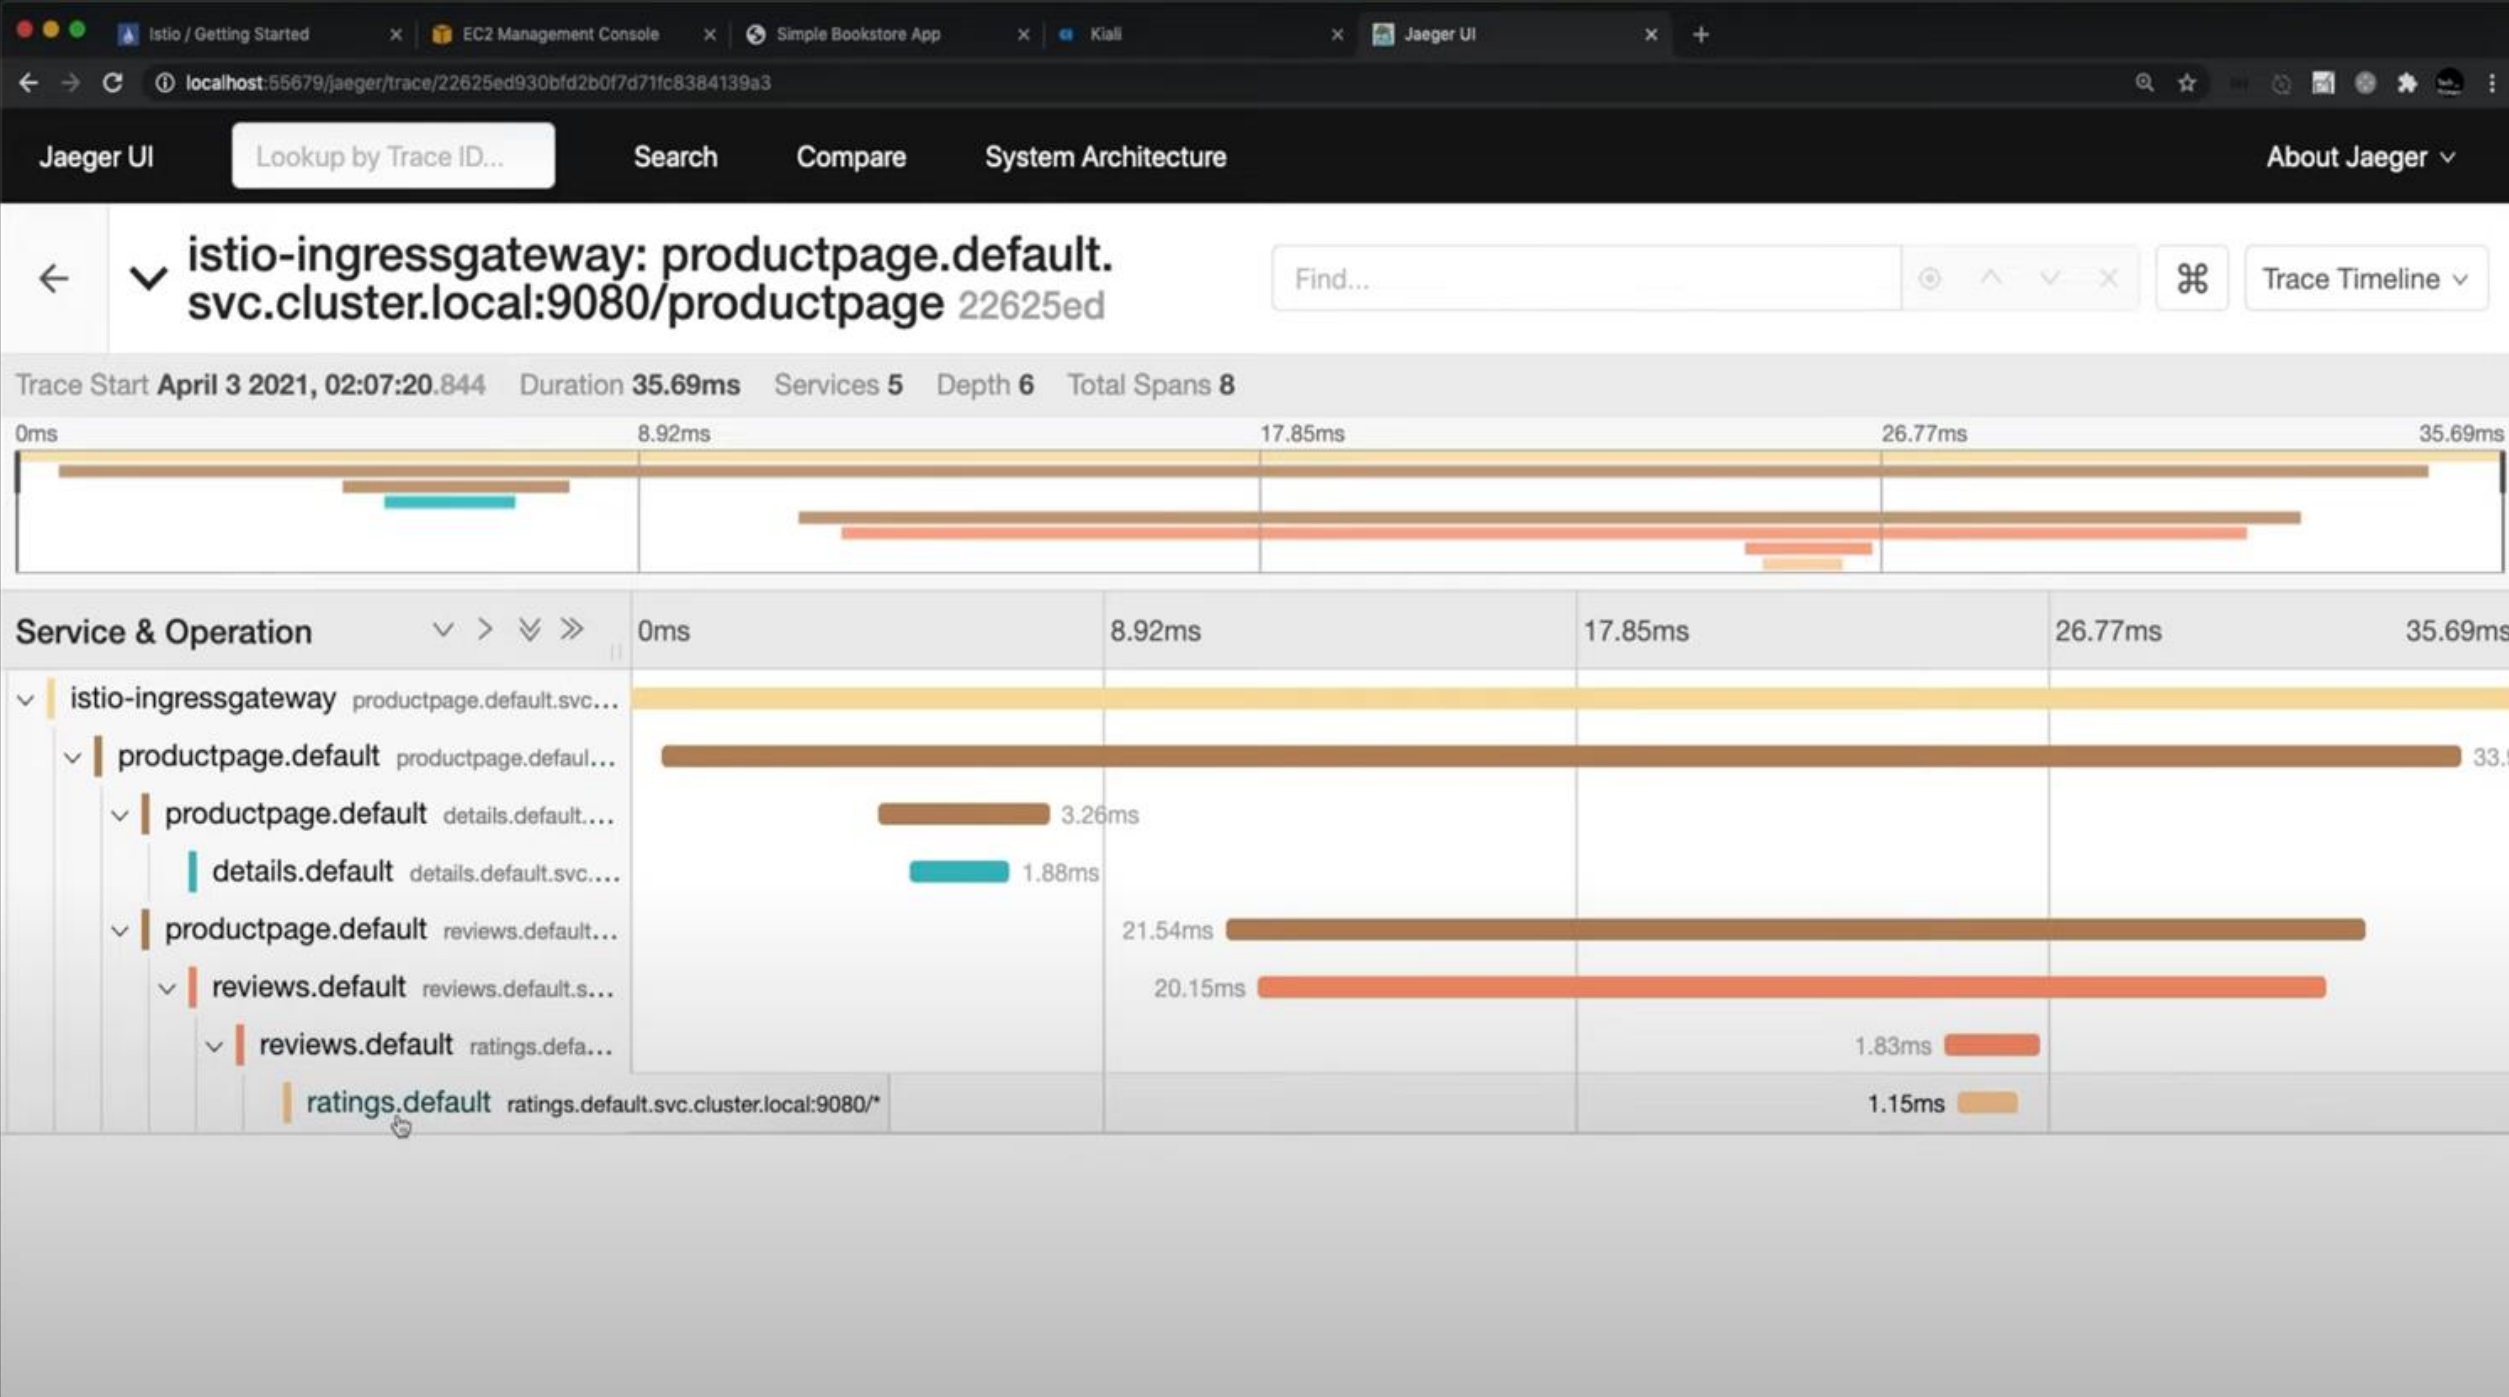 Istio / Getting Started
EC2 Management Console
Simple Bookstore App
Kiali
Jaeger UI
localhost:55679/jaeger/trace/22625ed930bfd2b0f7d71fc8384139a3
Jaeger UI
Lookup by Trace ID...
Search
Compare
System Architecture
About Jaeger
istio-ingressgateway: productpage.default.
svc.cluster.local:9080/productpage 22625ed
Find...
Trace Timeline
Trace Start April 3 2021, 02:07:20.844 Duration 35.69ms Services 5 Depth 6 Total Spans 8
0ms 8.92ms 17.85ms 26.77ms 35.69ms
Service & Operation 0ms 8.92ms 17.85ms 26.77ms 35.69ms
istio-ingressgateway productpage.default.svc...
productpage.default productpage.defaul... 33.
productpage.default details.default.... 3.26ms
details.default details.default.svc.... 1.88ms
productpage.default reviews.default... 21.54ms
reviews.default reviews.default.s... 20.15ms
reviews.default ratings.defa... 1.83ms
ratings.default ratings.default.svc.cluster.local:9080/* 1.15ms